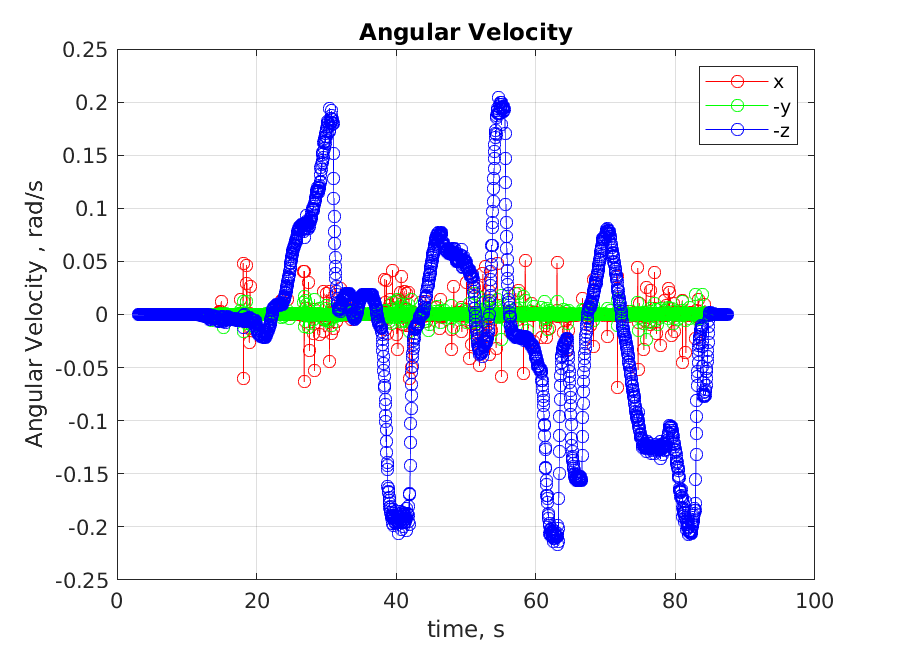 Angular Velocity
0.25
0.2
0.15
0.1
0.05
0
-0.05
-0.1
-0.15
-0.2
-0.25
Angular Velocity , rad/s
x
-y
-z
0 20 40 60 80 100
time, s